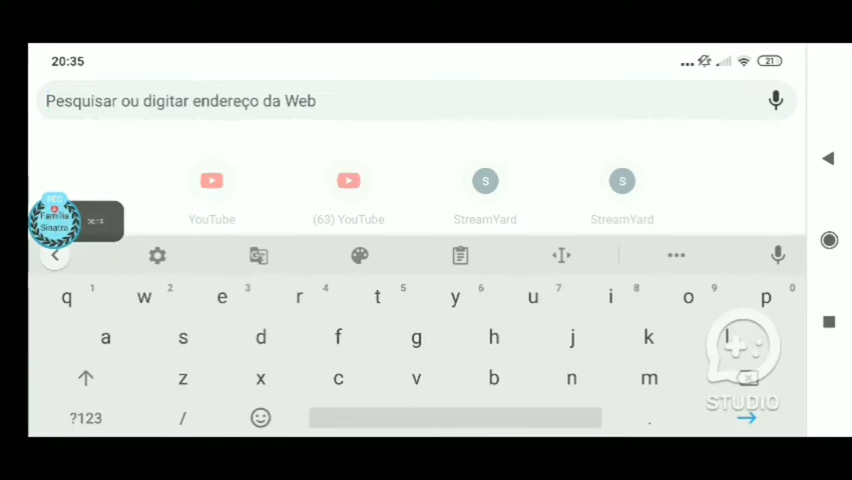 20:35
21
Pesquisar ou digitar endereço da Web
S
S
YouTube
(63) YouTube
StreamYard
StreamYard
REC
Família
Sinatra
G
q 1 w 2 e 3 r 4 t 5 y 6 u 7 i 8 o 9 p 0
a s d f g h j k l
z x c v b n m
STUDIO
?123 / .